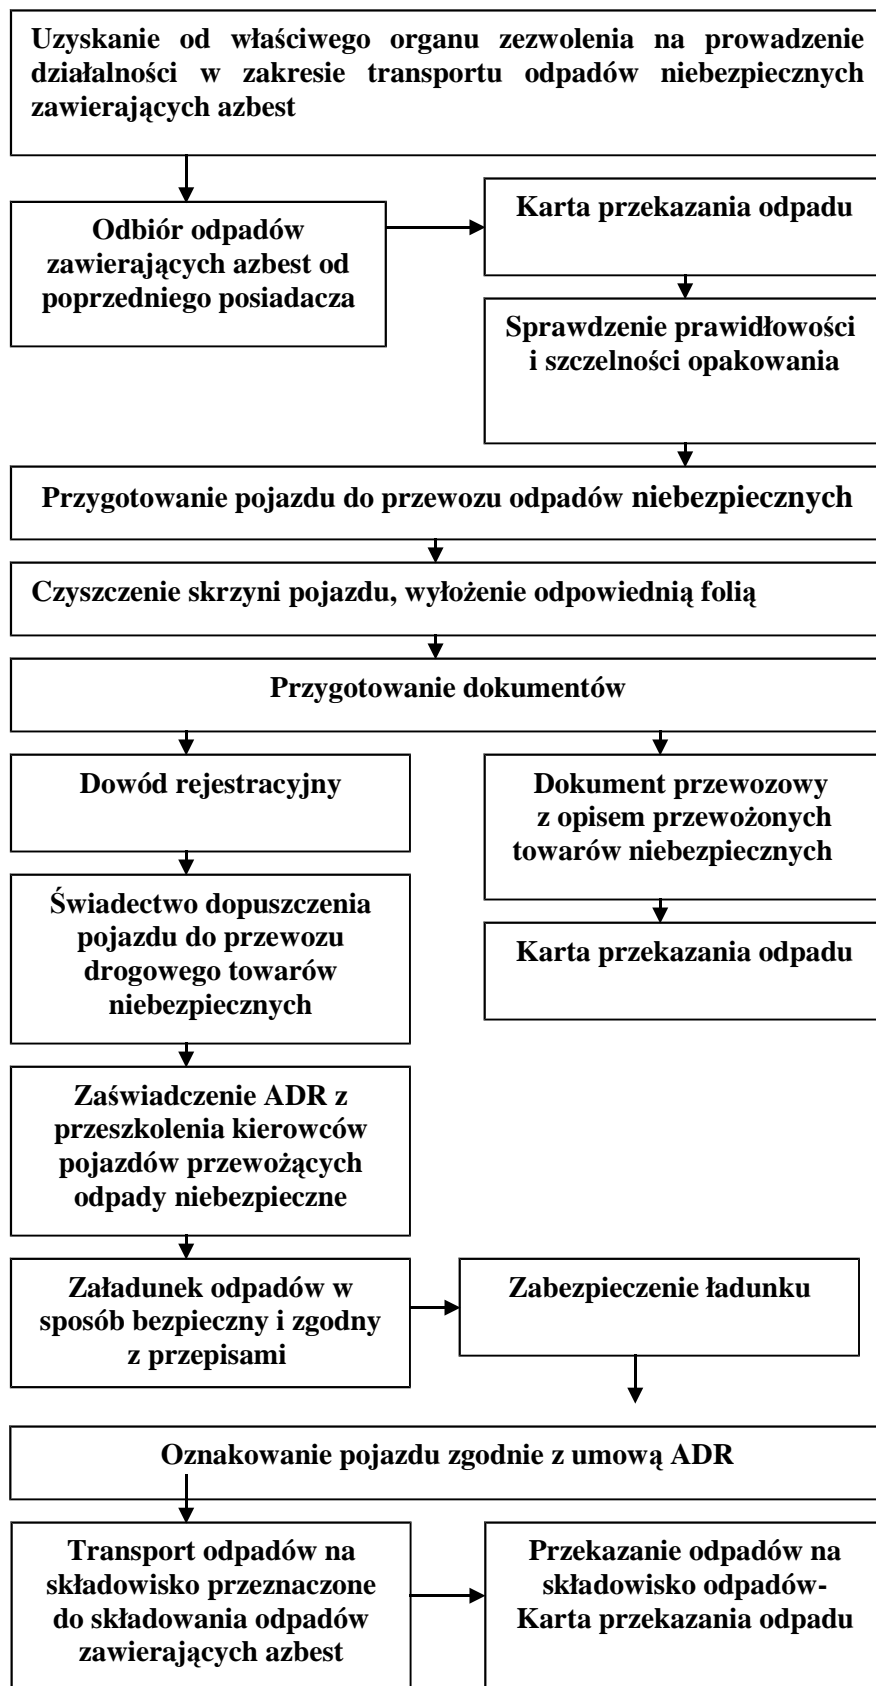 Uzyskanie od właściwego organu zezwolenia na prowadzenie
działalności w zakresie transportu odpadów niebezpiecznych
zawierających azbest
Odbiór odpadów
zawierających azbest od
poprzedniego posiadacza
Karta przekazania odpadu
Sprawdzenie prawidłowości
i szczelności opakowania
Przygotowanie pojazdu do przewozu odpadów niebezpiecznych
Czyszczenie skrzyni pojazdu, wyłożenie odpowiednią folią
Przygotowanie dokumentów
Dowód rejestracyjny
Świadectwo dopuszczenia
pojazdu do przewozu
drogowego towarów
niebezpiecznych
Zaświadczenie ADR z
przeszkolenia kierowców
pojazdów przewożących
odpady niebezpieczne
Dokument przewozowy
z opisem przewożonych
towarów niebezpiecznych
Karta przekazania odpadu
Załadunek odpadów w
sposób bezpieczny i zgodny
z przepisami
Zabezpieczenie ładunku
Oznakowanie pojazdu zgodnie z umową ADR
Transport odpadów na
składowisko przeznaczone
do składowania odpadów
zawierających azbest
Przekazanie odpadów na
składowisko odpadów-
Karta przekazania odpadu